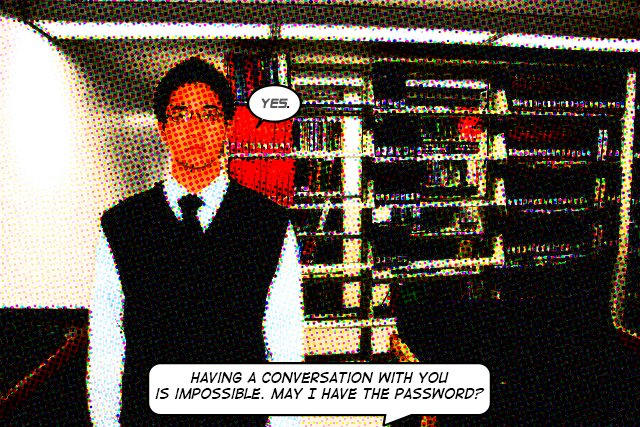 YES.
HAVING A CONVERSATION WITH YOU
IS IMPOSSIBLE. MAY I HAVE THE PASSWORD?